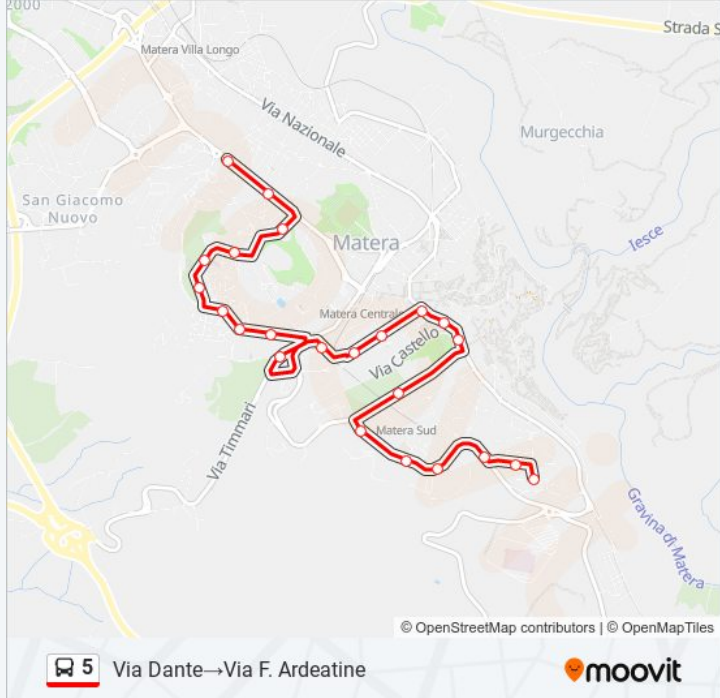 2000
Strada S
Matera Villa Longo
Via Nazionale
Murgecchia
San Giacomo
Nuovo
Matera
Iesce
Matera Centrale
Via Castello
Matera Sud
Via Timmari
Gravina di Matera
© OpenStreetMap contributors | © OpenMapTiles
5 Via Dante→Via F. Ardeatine
moovit